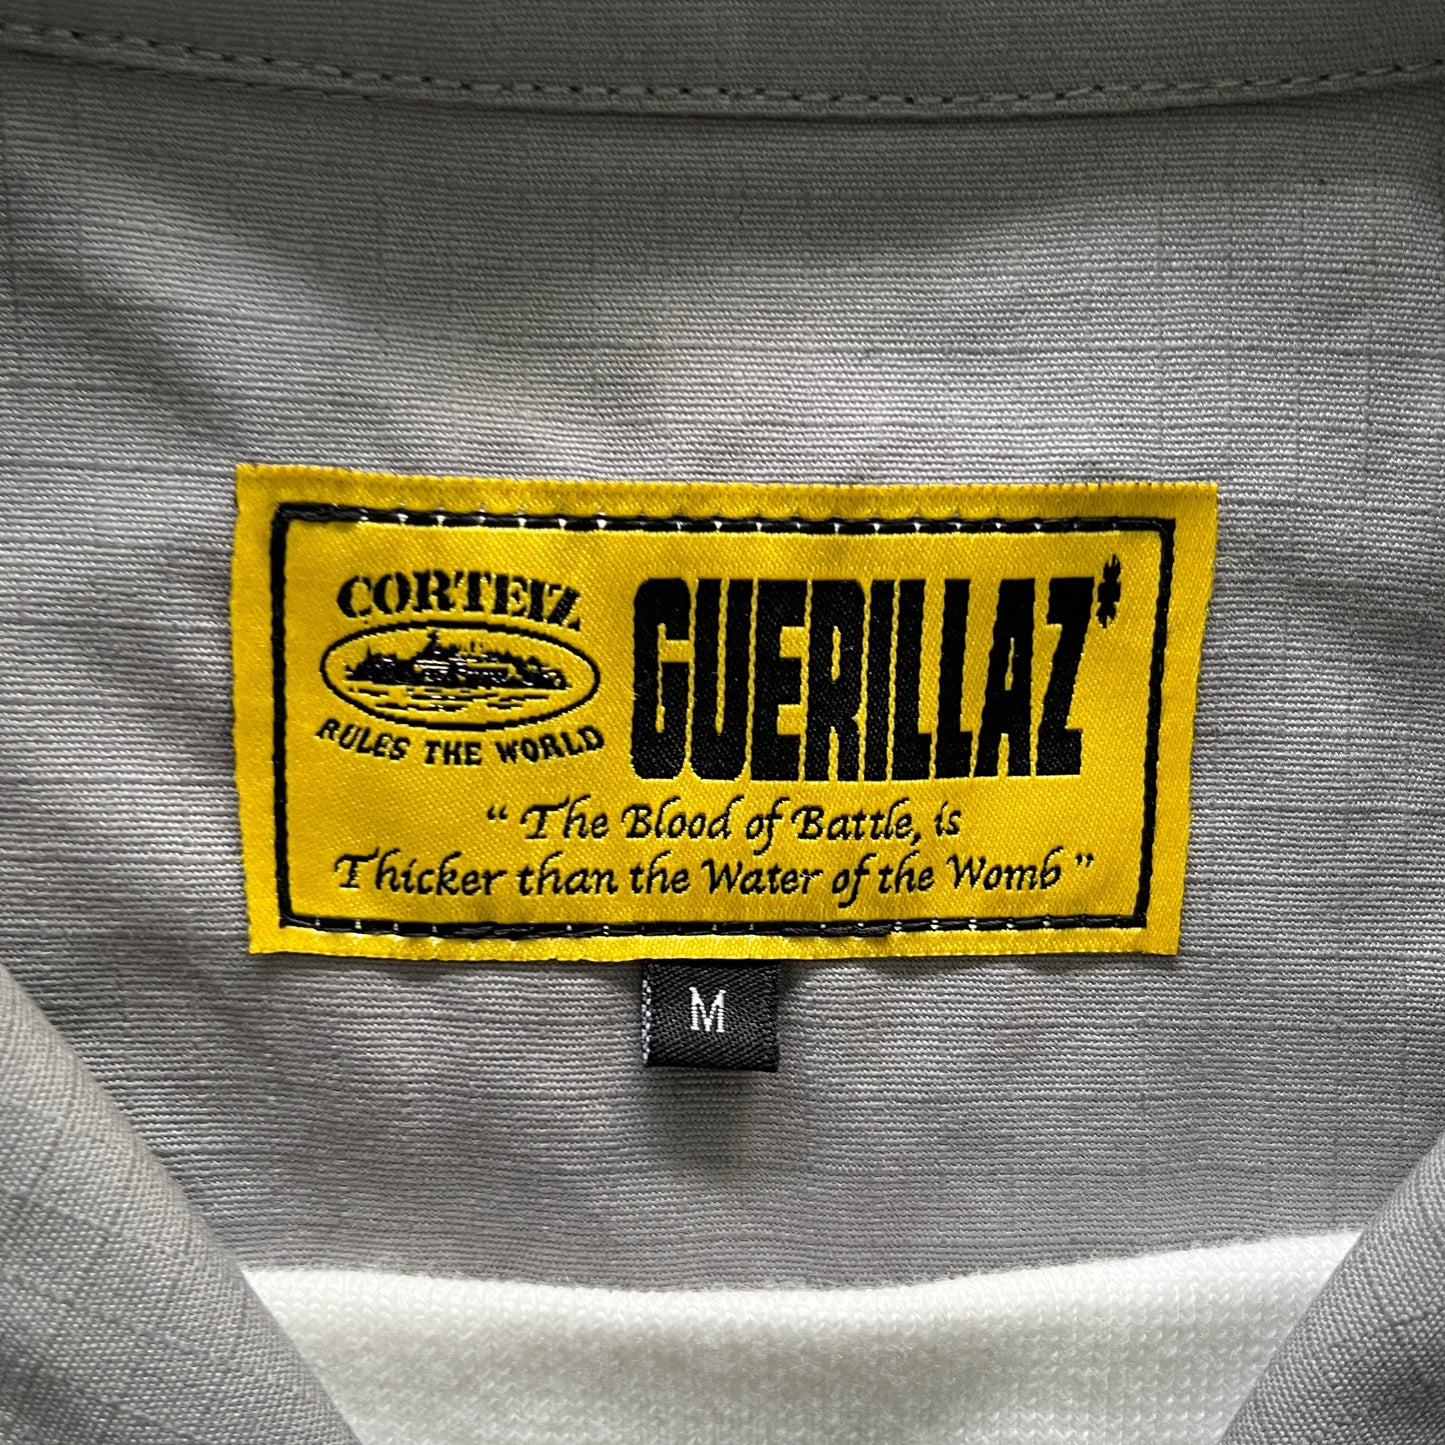 CORTEIZ
RULES THE WORLD
GUERILLAZ
" The Blood of Battle, is
Thicker than the Water of the Womb "
M